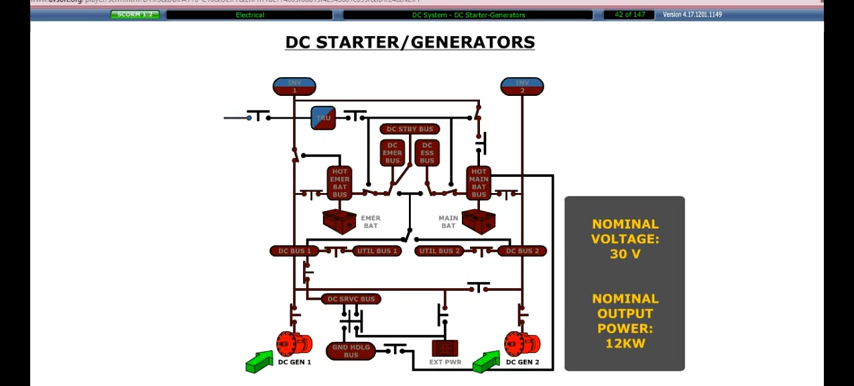 SCORM 1.2
Electrical
DC System - DC Starter-Generators
42 of 147
Version 4.17.1201.1149
DC STARTER/GENERATORS
INV
1
INV
2
TRU
DC STBY BUS
DC
EMER
BUS
DC
ESS
BUS
HOT
EMER
BAT
BUS
HOT
MAIN
BAT
BUS
EMER
BAT
MAIN
BAT
DC BUS 1
UTIL BUS 1
UTIL BUS 2
DC BUS 2
DC SRVC BUS
GND HDLG
BUS
EXT PWR
DC GEN 1
DC GEN 2
NOMINAL
VOLTAGE:
30 V
NOMINAL
OUTPUT
POWER:
12KW